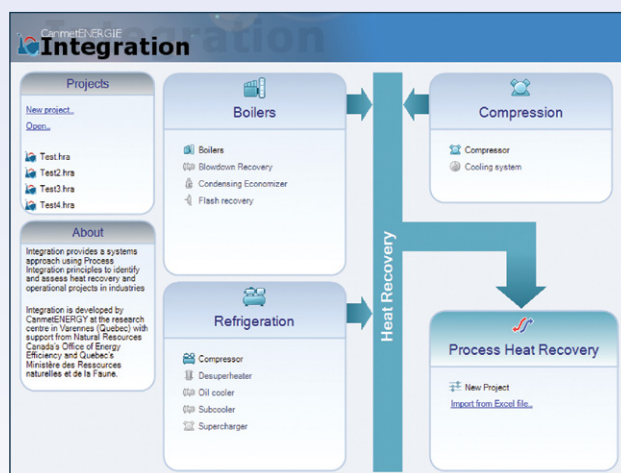 CanmetENERGIE
Integration
Projects
New project..
Open..
Test.hra
Test2.hra
Test3.hra
Test4.hra
About
Integration provides a systems
approach using Process
Integration principles to identify
and assess heat recovery and
operational projects in industries
Integration is developed by
CanmetENERGY at the research
centre in Varennes (Quebec) with
support from Natural Resources
Canada's Office of Energy
Efficiency and Quebec's
Ministère des Ressources
naturelles et de la Faune.
Boilers
Boilers
Blowdown Recovery
Condensing Economizer
Flash recovery
Refrigeration
Compressor
Desuperheater
Oil cooler
Subcooler
Supercharger
Heat Recovery
Compression
Compressor
Cooling system
Process Heat Recovery
New Project
Import from Excel file..